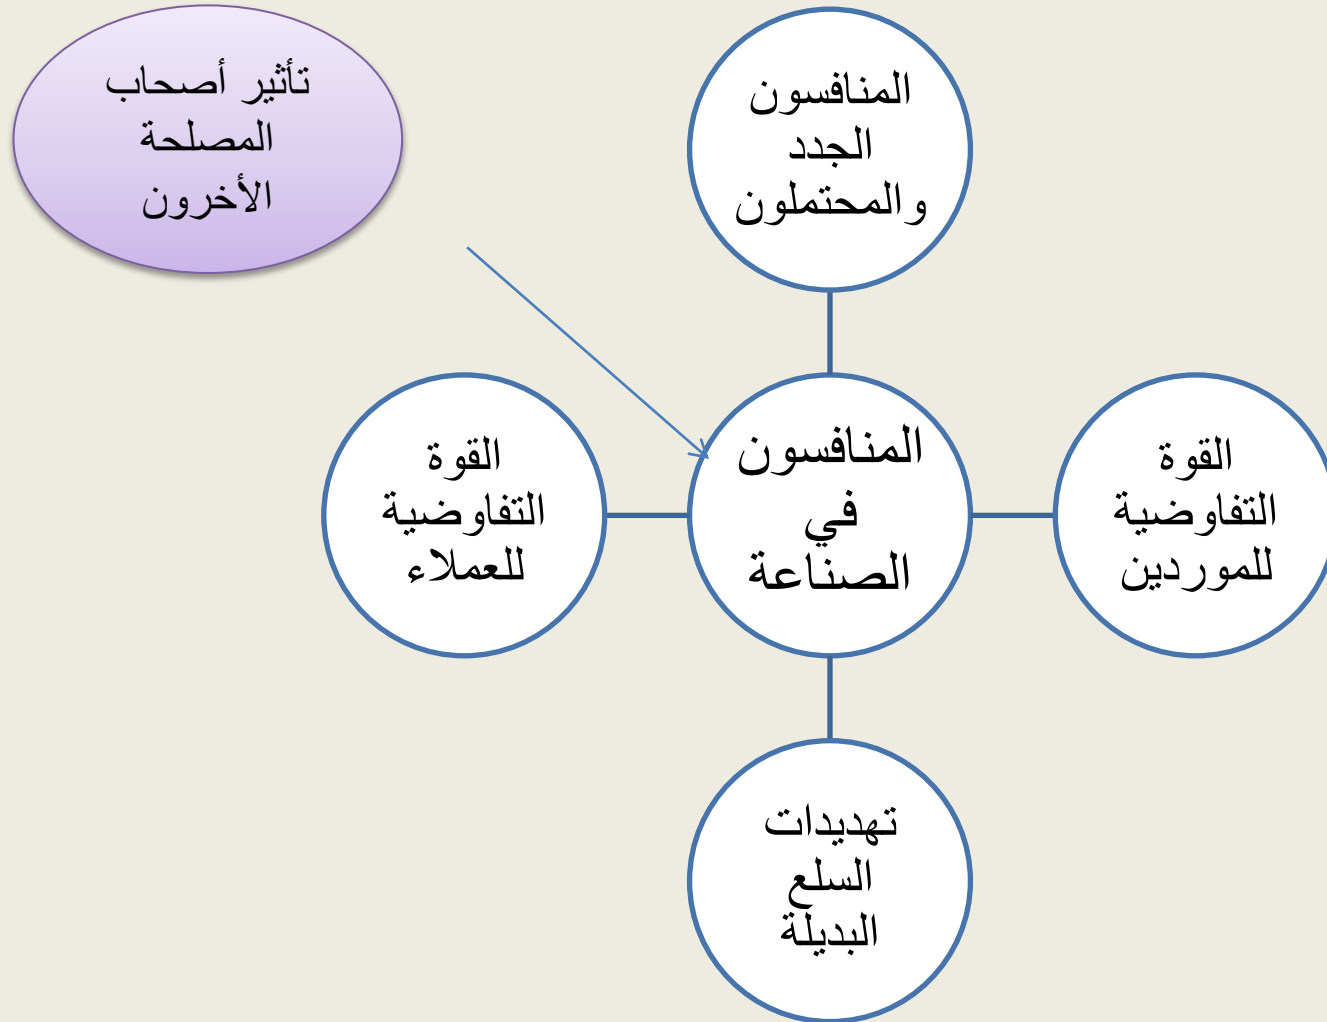 تأثير أصحاب
المصلحة
الأخرون
المنافسون
الجدد
والمحتملون
القوة
التفاوضية
للعملاء
المنافسون
في
الصناعة
القوة
التفاوضية
للموردين
تهديدات
السلع
البديلة